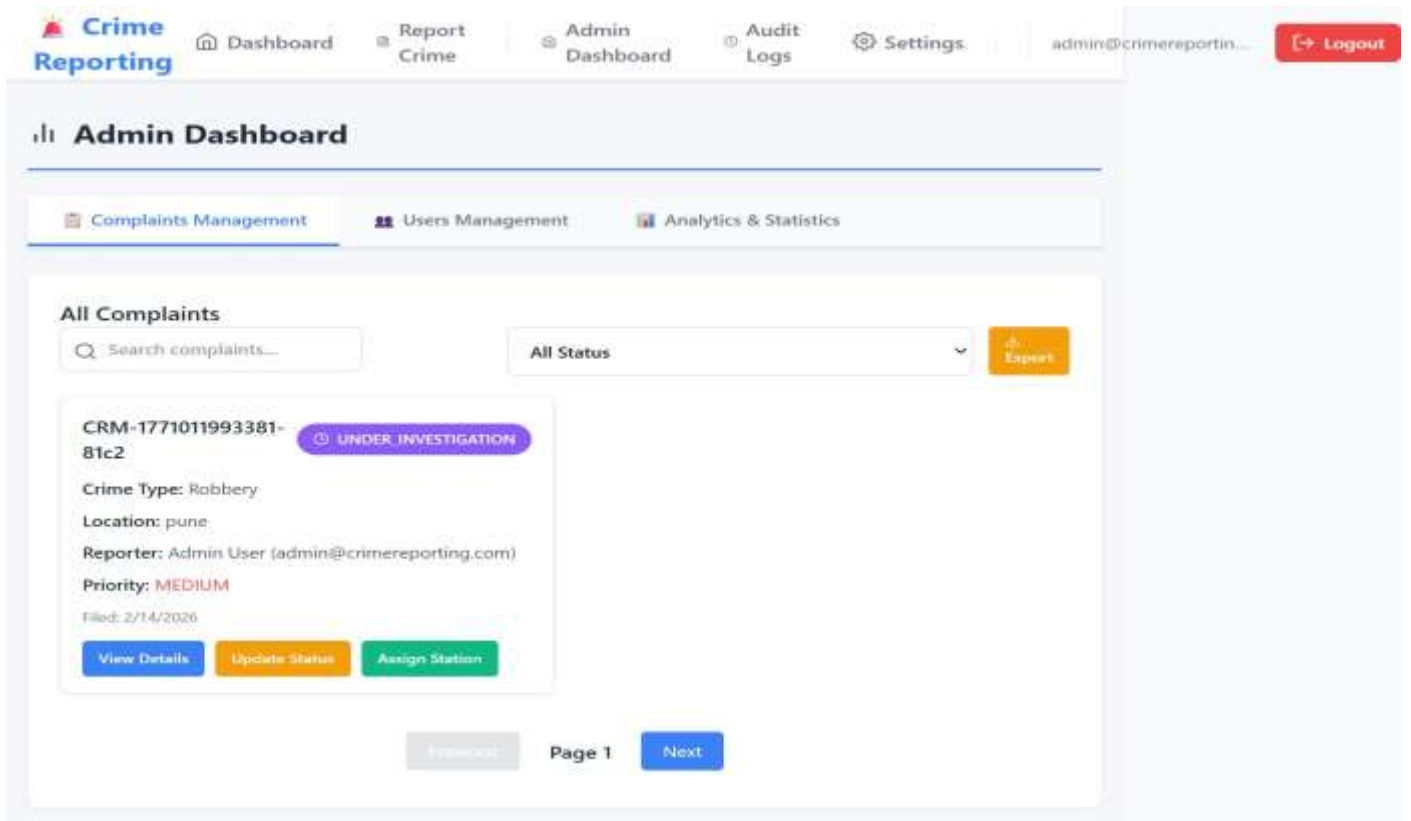 Crime
Reporting
Dashboard
Report
Crime
Admin
Dashboard
Audit
Logs
Settings
admin@crimereportin...
Logout
Admin Dashboard
Complaints Management
Users Management
Analytics & Statistics
All Complaints
Search complaints...
All Status
Export
CRM-1771011993381-
81c2
UNDER_INVESTIGATION
Crime Type: Robbery
Location: pune
Reporter: Admin User (admin@crimereporting.com)
Priority: MEDIUM
Filed: 2/14/2026
View Details
Update Status
Assign Station
Previous
Page 1
Next